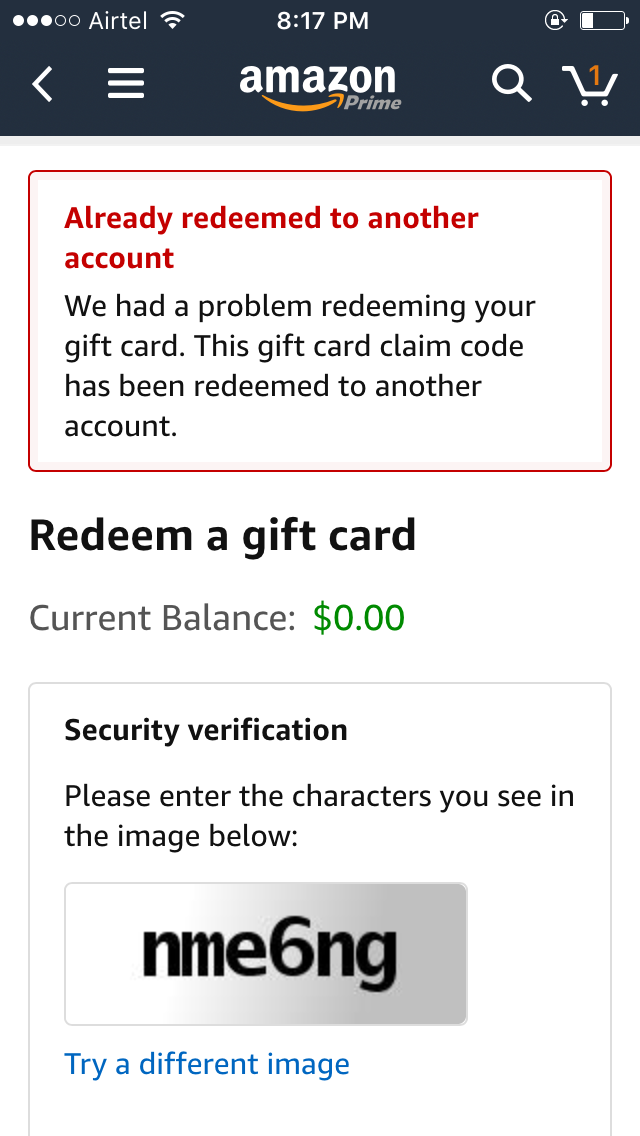 Airtel 8:17 PM
amazon Prime 1
Already redeemed to another
account
We had a problem redeeming your
gift card. This gift card claim code
has been redeemed to another
account.
Redeem a gift card
Current Balance: $0.00
Security verification
Please enter the characters you see in
the image below:
nme6ng
Try a different image